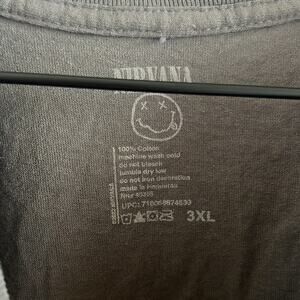 NIRVANA
100% Cotton
machine wash cold
do not bleach
tumble dry low
do not iron decoration
made in Honduras
3XL